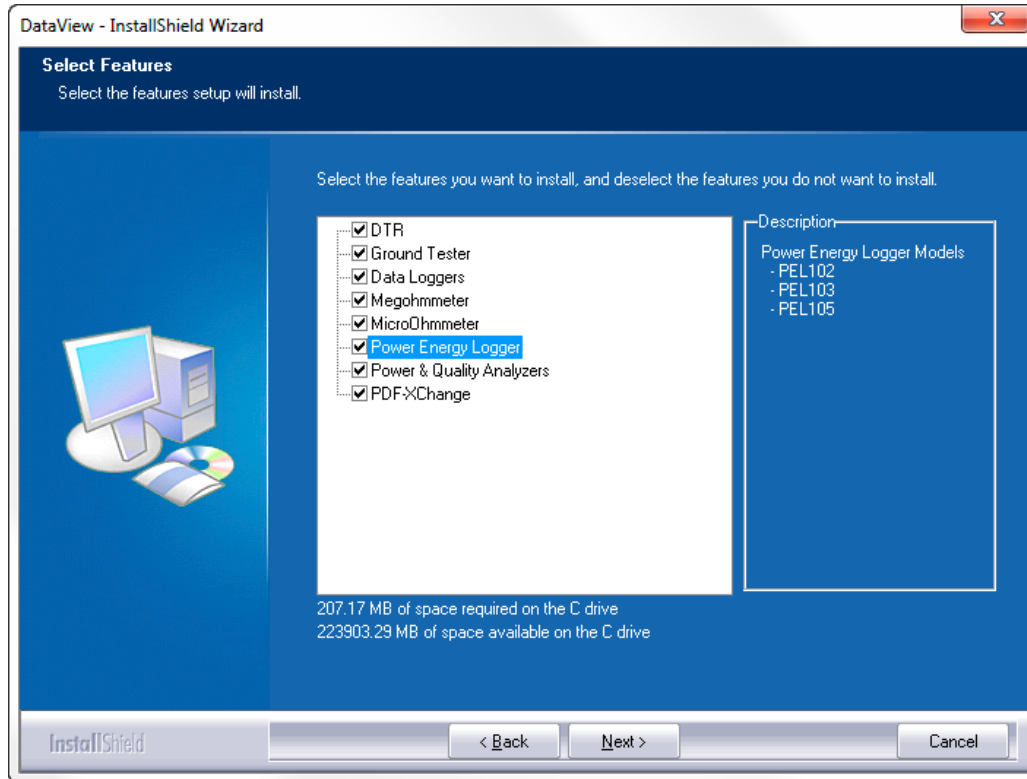 DataView - InstallShield Wizard
Select Features
Select the features setup will install.
Select the features you want to install, and deselect the features you do not want to install.
DTR
Ground Tester
Data Loggers
Megohmmeter
MicroOhmmeter
Power Energy Logger
Power & Quality Analyzers
PDF-XChange
Description
Power Energy Logger Models
- PEL102
- PEL103
- PEL105
207.17 MB of space required on the C drive
223903.29 MB of space available on the C drive
InstallShield
< Back
Next >
Cancel